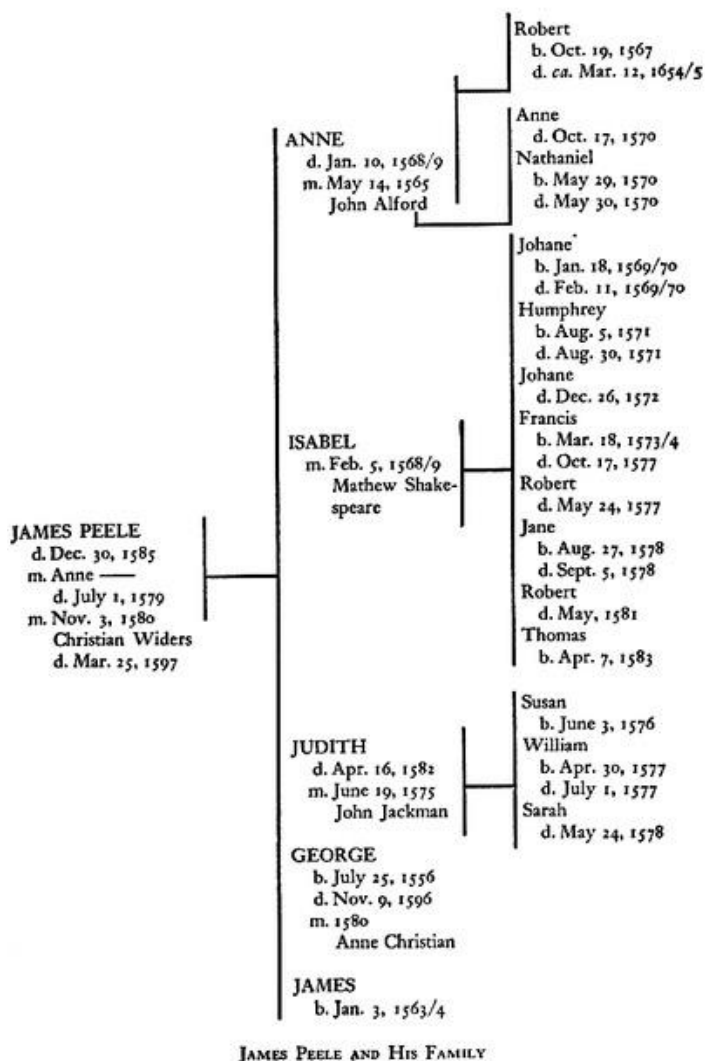 JAMES PEELE
d. Dec. 30, 1585
m. Anne ——
d. July 1, 1579
m. Nov. 3, 1580
Christian Widers
d. Mar. 25, 1597
ANNE
d. Jan. 10, 1568/9
m. May 14, 1565
John Alford
Robert
b. Oct. 19, 1567
d. ca. Mar. 12, 1654/5
Anne
d. Oct. 17, 1570
Nathaniel
b. May 29, 1570
d. May 30, 1570
ISABEL
m. Feb. 5, 1568/9
Mathew Shake-
speare
Johane
b. Jan. 18, 1569/70
d. Feb. 11, 1569/70
Humphrey
b. Aug. 5, 1571
d. Aug. 30, 1571
Johane
d. Dec. 26, 1572
Francis
b. Mar. 18, 1573/4
d. Oct. 17, 1577
Robert
d. May 24, 1577
Jane
b. Aug. 27, 1578
d. Sept. 5, 1578
Robert
d. May, 1581
Thomas
b. Apr. 7, 1583
JUDITH
d. Apr. 16, 1582
m. June 19, 1575
John Jackman
Susan
b. June 3, 1576
William
b. Apr. 30, 1577
d. July 1, 1577
Sarah
d. May 24, 1578
GEORGE
b. July 25, 1556
d. Nov. 9, 1596
m. 1580
Anne Christian
JAMES
b. Jan. 3, 1563/4
JAMES PEELE AND HIS FAMILY